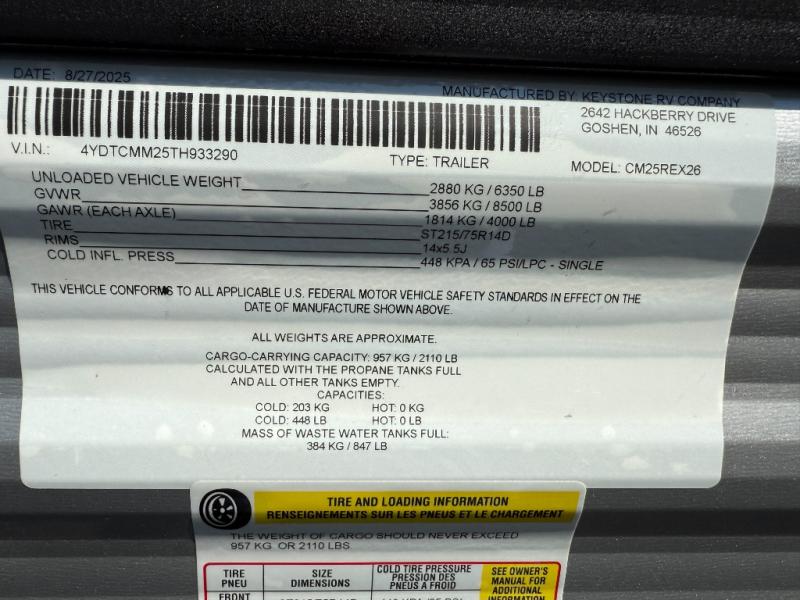 DATE: 8/27/2025
MANUFACTURED BY: KEYSTONE RV COMPANY
2642 HACKBERRY DRIVE
GOSHEN, IN 46526
V.I.N.: 4YDTCMM25TH933290
TYPE: TRAILER
MODEL: CM25REX26
UNLOADED VEHICLE WEIGHT 2880 KG / 6350 LB
GVWR 3856 KG / 8500 LB
GAWR (EACH AXLE) 1814 KG / 4000 LB
TIRE ST215/75R14D
RIMS 14x5.5J
COLD INFL. PRESS 448 KPA / 65 PSI/LPC - SINGLE
THIS VEHICLE CONFORMS TO ALL APPLICABLE U.S. FEDERAL MOTOR VEHICLE SAFETY STANDARDS IN EFFECT ON THE
DATE OF MANUFACTURE SHOWN ABOVE.
ALL WEIGHTS ARE APPROXIMATE.
CARGO-CARRYING CAPACITY: 957 KG / 2110 LB
CALCULATED WITH THE PROPANE TANKS FULL
AND ALL OTHER TANKS EMPTY.
CAPACITIES:
COLD: 203 KG HOT: 0 KG
COLD: 448 LB HOT: 0 LB
MASS OF WASTE WATER TANKS FULL:
384 KG / 847 LB
TIRE AND LOADING INFORMATION
RENSEIGNEMENTS SUR LES PNEUS ET LE CHARGEMENT
THE WEIGHT OF CARGO SHOULD NEVER EXCEED
957 KG OR 2110 LBS
TIRE
PNEU
SIZE
DIMENSIONS
COLD TIRE PRESSURE
PRESSION DES
PNEUS A FROID
SEE OWNER'S
MANUAL FOR
ADDITIONAL
INFORMATION
FRONT